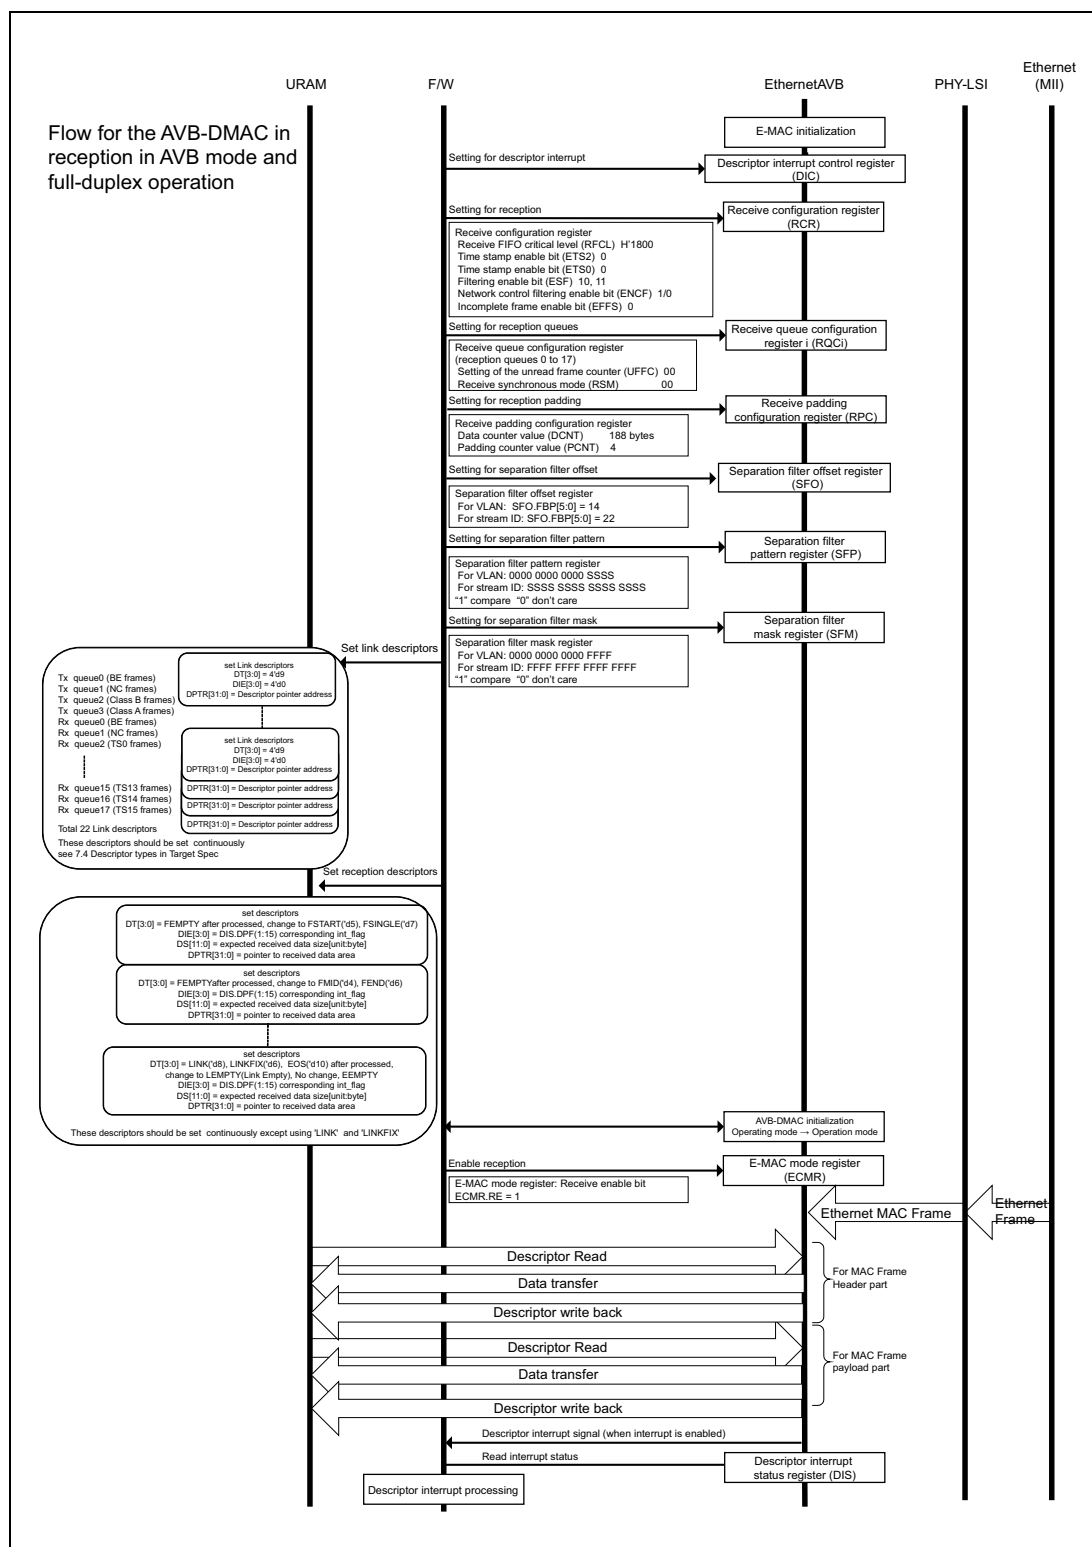 URAM
F/W
EthernetAVB
PHY-LSI
Ethernet
(MII)
Flow for the AVB-DMAC in
reception in AVB mode and
full-duplex operation
E-MAC initialization
Setting for descriptor interrupt
Descriptor interrupt control register
(DIC)
Setting for reception
Receive configuration register
(RCR)
Receive configuration register
Receive FIFO critical level (RFCL)  H'1800
Time stamp enable bit (ETS2)  0
Time stamp enable bit (ETS0)  0
Filtering enable bit (ESF)  10, 11
Network control filtering enable bit (ENCF)  1/0
Incomplete frame enable bit (EFFS)  0
Setting for reception queues
Receive queue configuration
register i (RQCi)
Receive queue configuration register
(reception queues 0 to 17)
Setting of the unread frame counter (UFFC)  00
Receive synchronous mode (RSM)  00
Setting for reception padding
Receive padding
configuration register (RPC)
Receive padding configuration register
Data counter value (DCNT)  188 bytes
Padding counter value (PCNT)  4
Setting for separation filter offset
Separation filter offset register
(SFO)
Separation filter offset register
For VLAN:  SFO.FBP[5:0] = 14
For stream ID: SFO.FBP[5:0] = 22
Setting for separation filter pattern
Separation filter
pattern register (SFP)
Separation filter pattern register
For VLAN: 0000 0000 0000 SSSS
For stream ID: SSSS SSSS SSSS SSSS
“1” compare  “0” don’t care
Setting for separation filter mask
Separation filter
mask register (SFM)
Separation filter mask register
For VLAN: 0000 0000 0000 FFFF
For stream ID: FFFF FFFF FFFF FFFF
“1” compare  “0” don’t care
Set link descriptors
Tx  queue0 (BE frames)
Tx  queue1 (NC frames)
Tx  queue2 (Class B frames)
Tx  queue3 (Class A frames)
Rx  queue0 (BE frames)
Rx  queue1 (NC frames)
Rx  queue2 (TS0 frames)
Rx  queue15 (TS13 frames)
Rx  queue16 (TS14 frames)
Rx  queue17 (TS15 frames)
Total 22 Link descriptors
These descriptors should be set  continuously
see 7.4 Descriptor types in Target Spec
set Link descriptors
DT[3:0] = 4'd9
DIE[3:0] = 4'd0
DPTR[31:0] = Descriptor pointer address
set Link descriptors
DT[3:0] = 4'd9
DIE[3:0] = 4'd0
DPTR[31:0] = Descriptor pointer address
DPTR[31:0] = Descriptor pointer address
DPTR[31:0] = Descriptor pointer address
DPTR[31:0] = Descriptor pointer address
Set reception descriptors
set descriptors
DT[3:0] = FEMPTY after processed, change to FSTART('d5), FSINGLE('d7)
DIE[3:0] = DIS.DPF(1:15) corresponding int_flag
DS[11:0] = expected received data size[unit:byte]
DPTR[31:0] = pointer to received data area
set descriptors
DT[3:0] = FEMPTYafter processed, change to FMID('d4), FEND('d6)
DIE[3:0] = DIS.DPF(1:15) corresponding int_flag
DS[11:0] = expected received data size[unit:byte]
DPTR[31:0] = pointer to received data area
set descriptors
DT[3:0] = LINK('d8), LINKFIX('d6),  EOS('d10) after processed,
change to LEMPTY(Link Empty), No change, EEMPTY
DIE[3:0] = DIS.DPF(1:15) corresponding int_flag
DS[11:0] = expected received data size[unit:byte]
DPTR[31:0] = pointer to received data area
These descriptors should be set  continuously except using 'LINK'  and 'LINKFIX'
AVB-DMAC initialization
Operating mode → Operation mode
Enable reception
E-MAC mode register
(ECMR)
E-MAC mode register: Receive enable bit
ECMR.RE = 1
Ethernet MAC Frame
Ethernet
Frame
Descriptor Read
Data transfer
Descriptor write back
For MAC Frame
Header part
Descriptor Read
Data transfer
Descriptor write back
For MAC Frame
payload part
Descriptor interrupt signal (when interrupt is enabled)
Read interrupt status
Descriptor interrupt
status register (DIS)
Descriptor interrupt processing